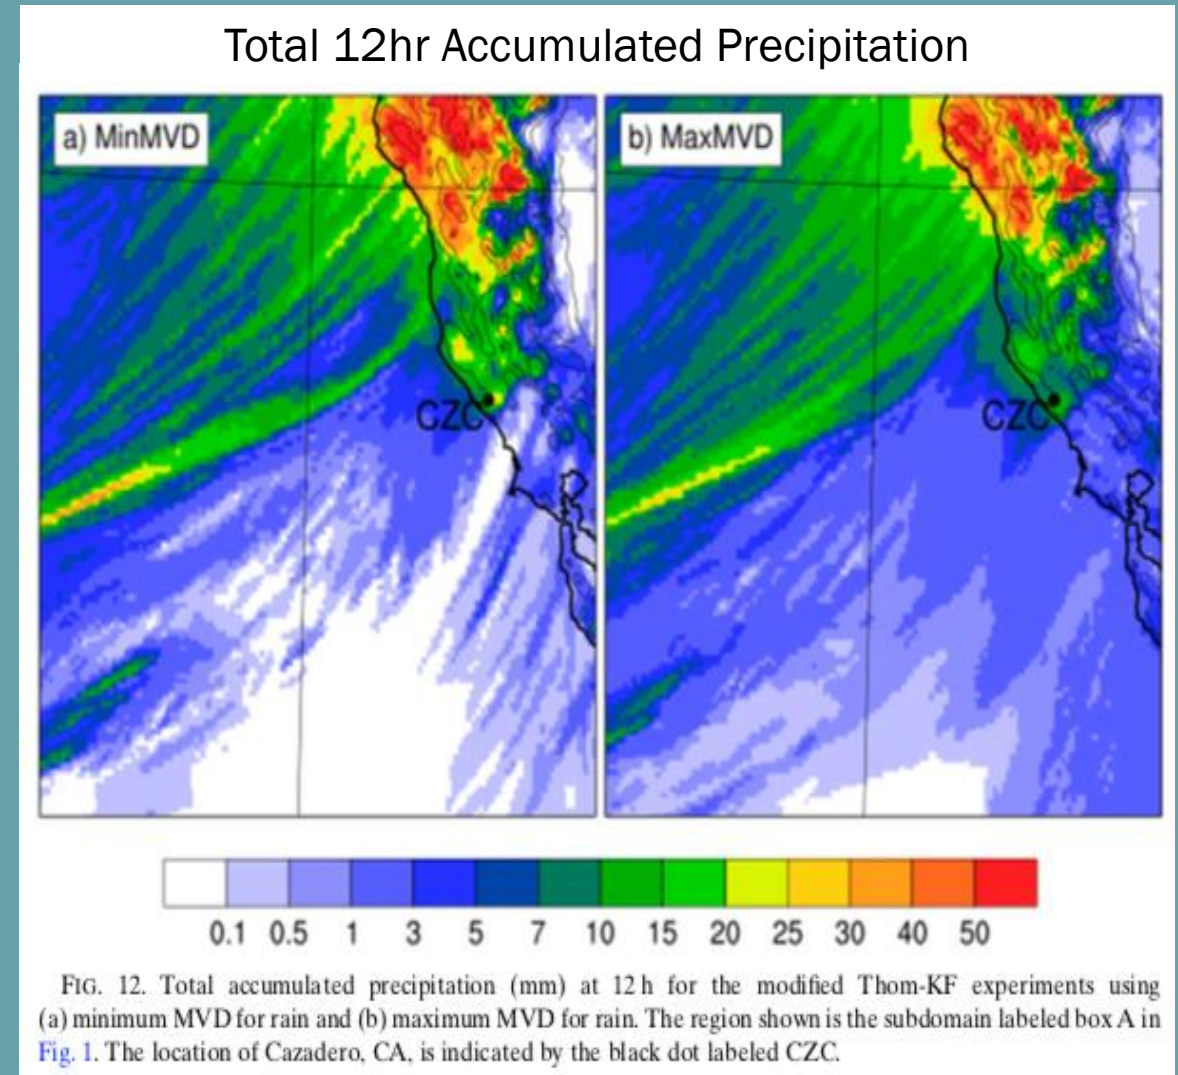 Total 12hr Accumulated Precipitation
a) MinMVD
b) MaxMVD
CZC
CZC
0.1 0.5 1 3 5 7 10 15 20 25 30 40 50
FIG. 12. Total accumulated precipitation (mm) at 12 h for the modified Thom-KF experiments using
(a) minimum MVD for rain and (b) maximum MVD for rain. The region shown is the subdomain labeled box A in
Fig. 1. The location of Cazadero, CA, is indicated by the black dot labeled CZC.